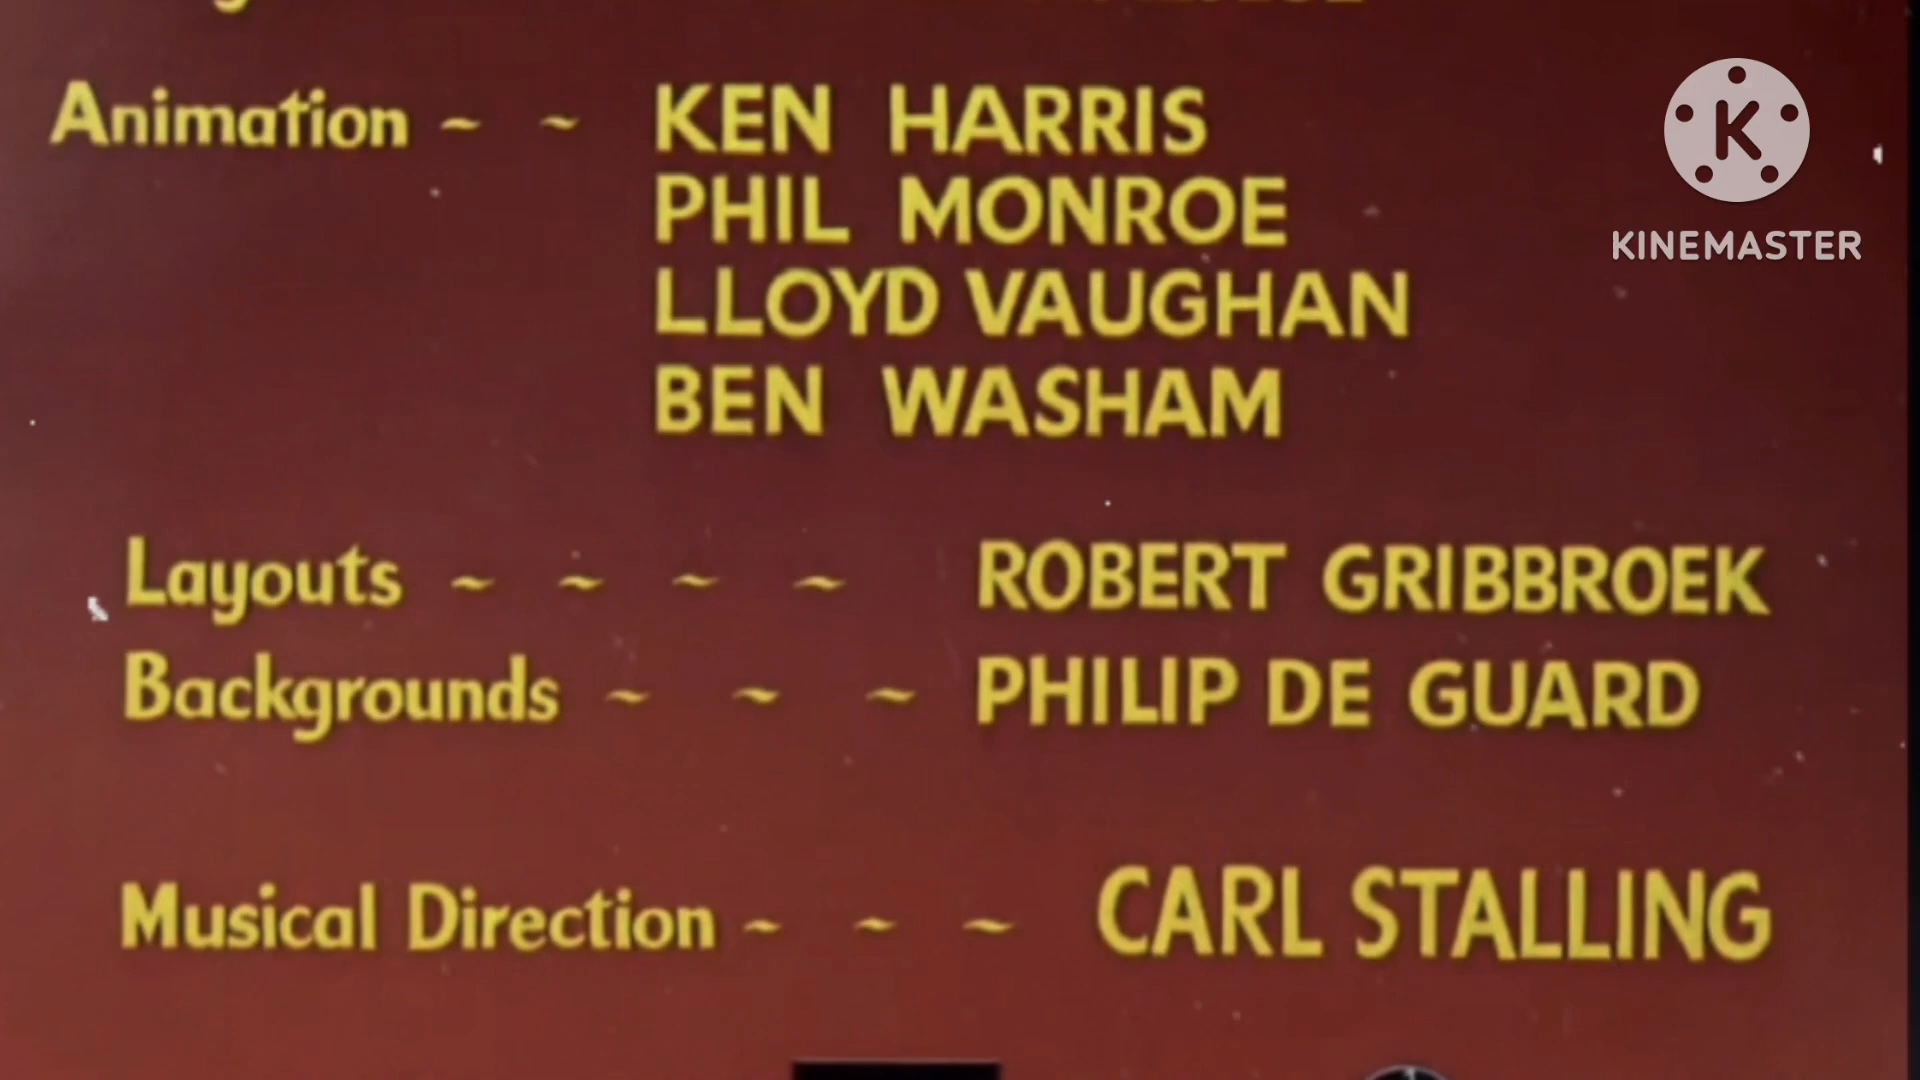 Animation ~ ~ KEN HARRIS
PHIL MONROE
LLOYD VAUGHAN
BEN WASHAM
Layouts ~ ~ ~ ~ ROBERT GRIBBROEK
Backgrounds ~ ~ ~ PHILIP DE GUARD
Musical Direction ~ ~ ~ CARL STALLING
K
KINEMASTER